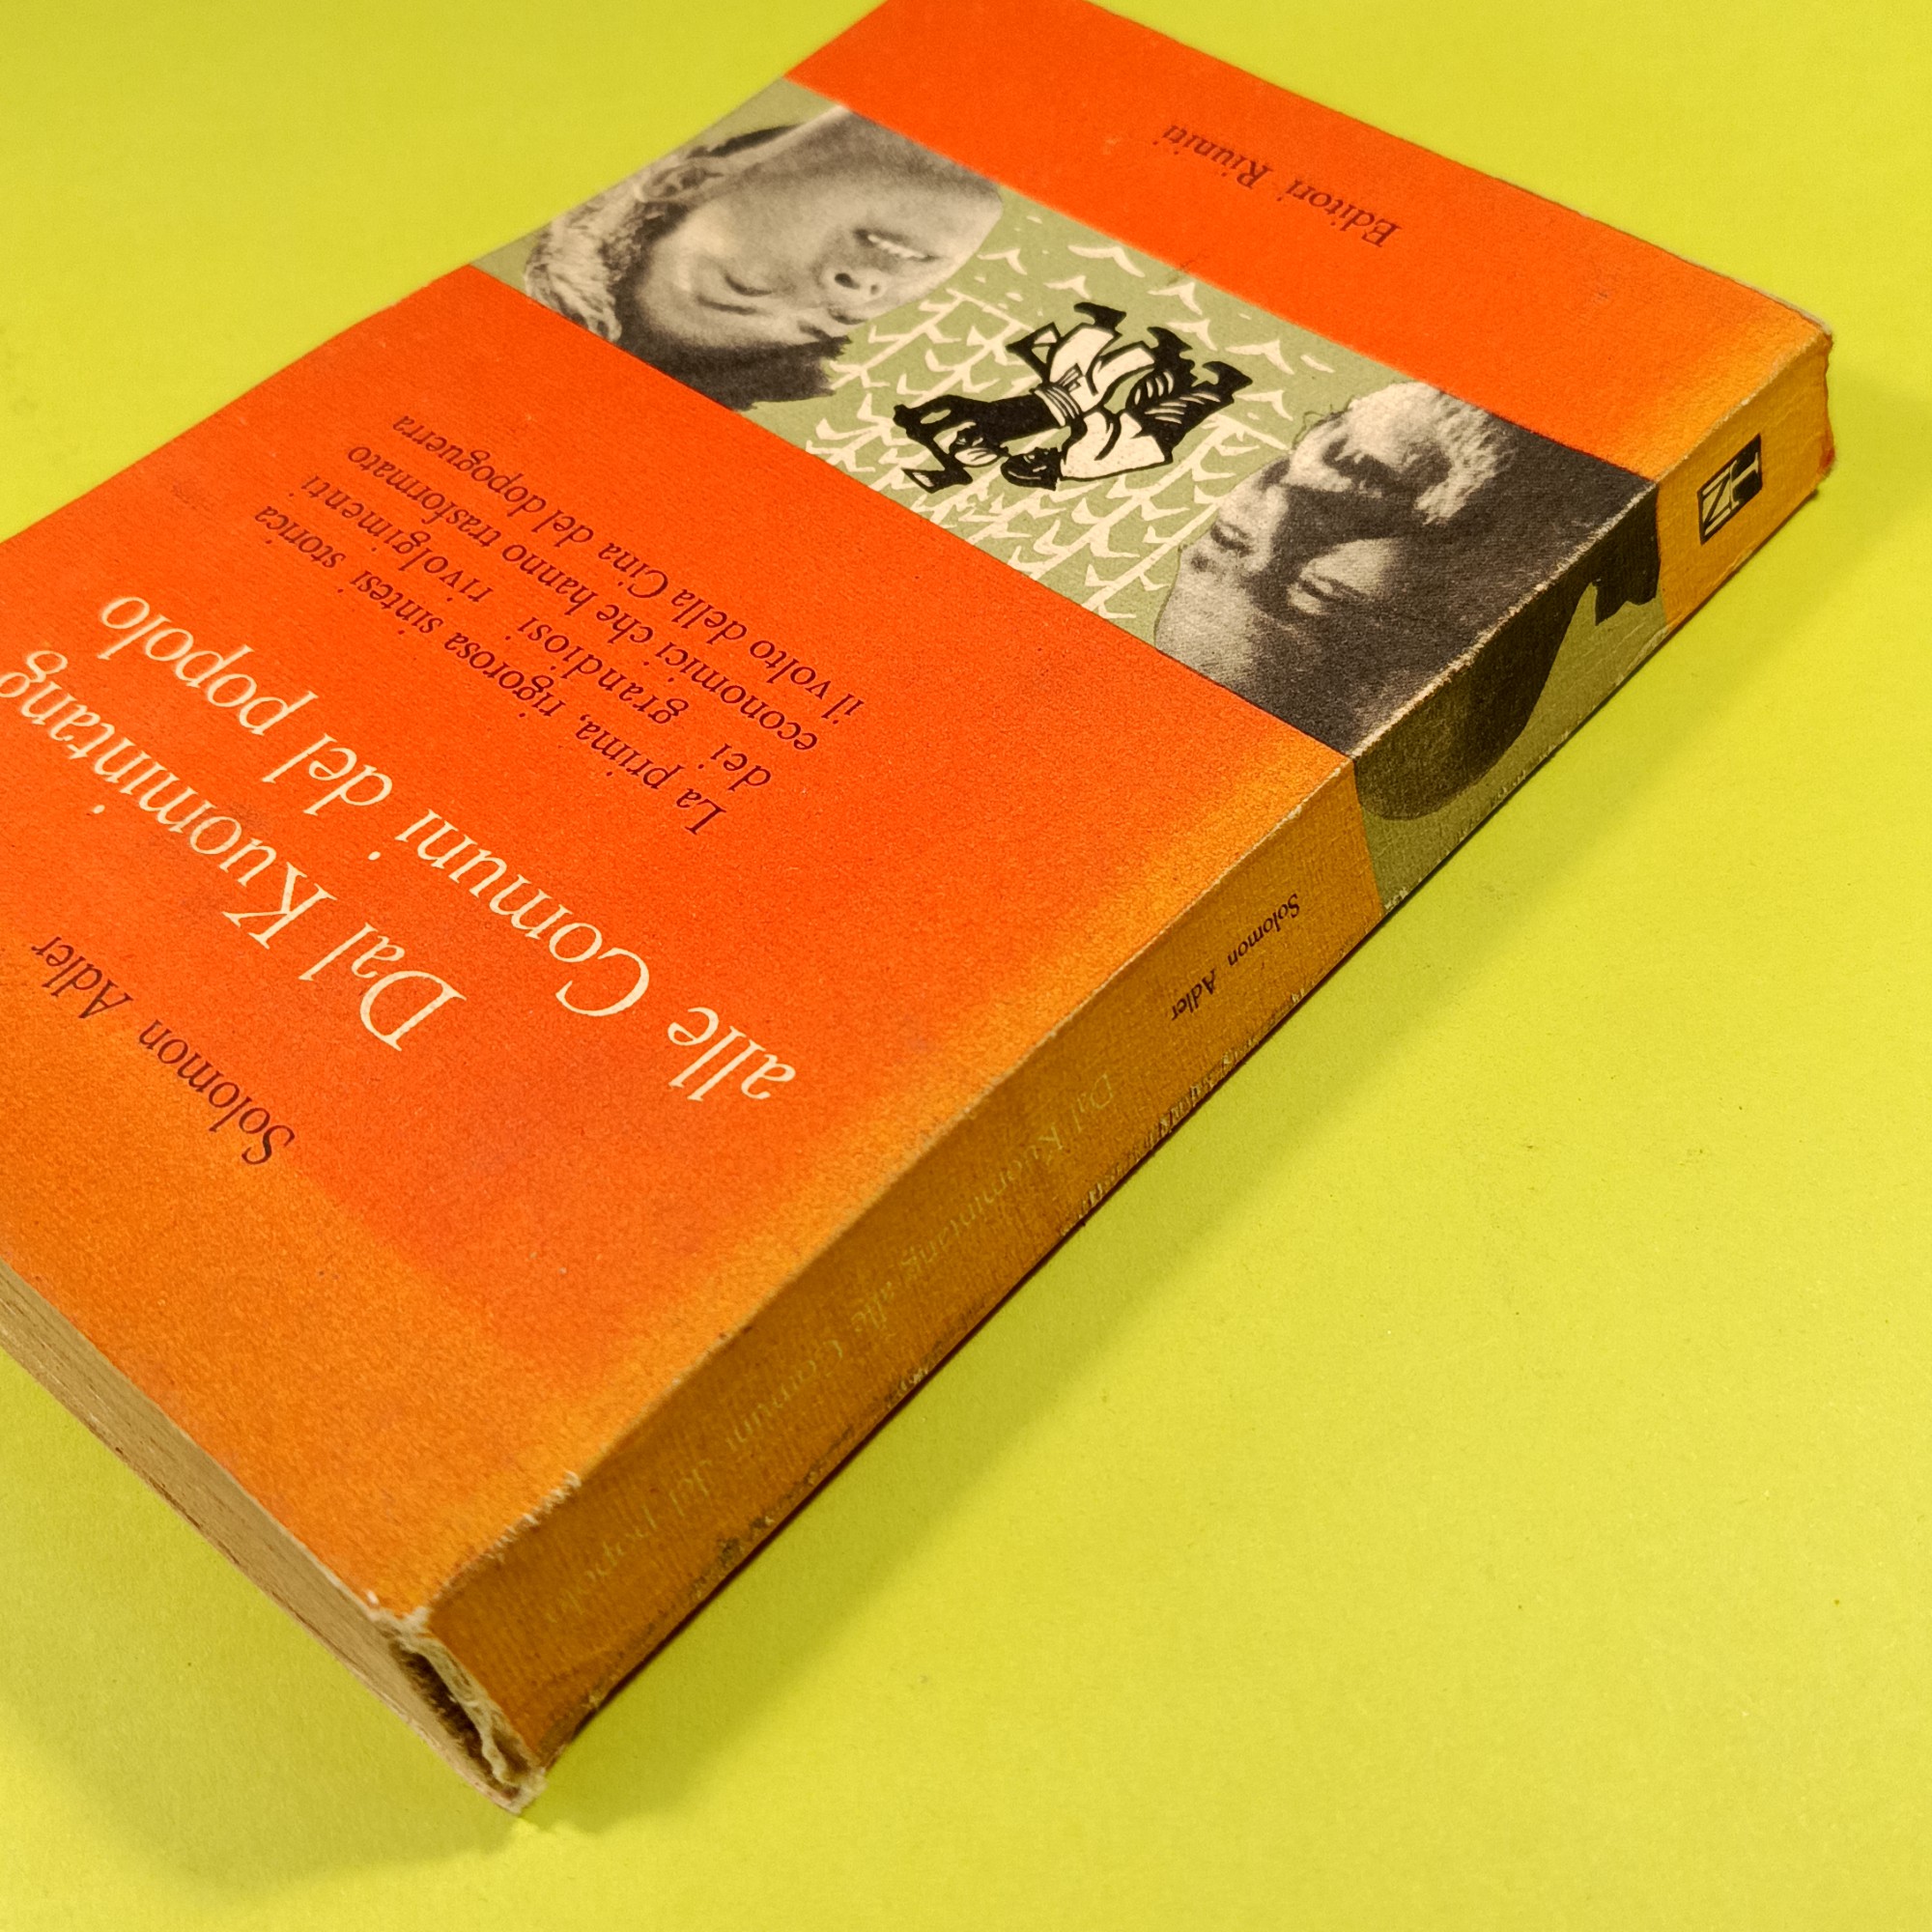 Solomon Adler
Dal Kuomintang
alle Comuni del popolo
La prima, rigorosa sintesi storica
dei grandiosi rivolgimenti
economici che hanno trasformato
il volto della Cina del dopoguerra
Editori Riuniti
Solomon Adler
Dal Kuomintang alle Comuni del popolo